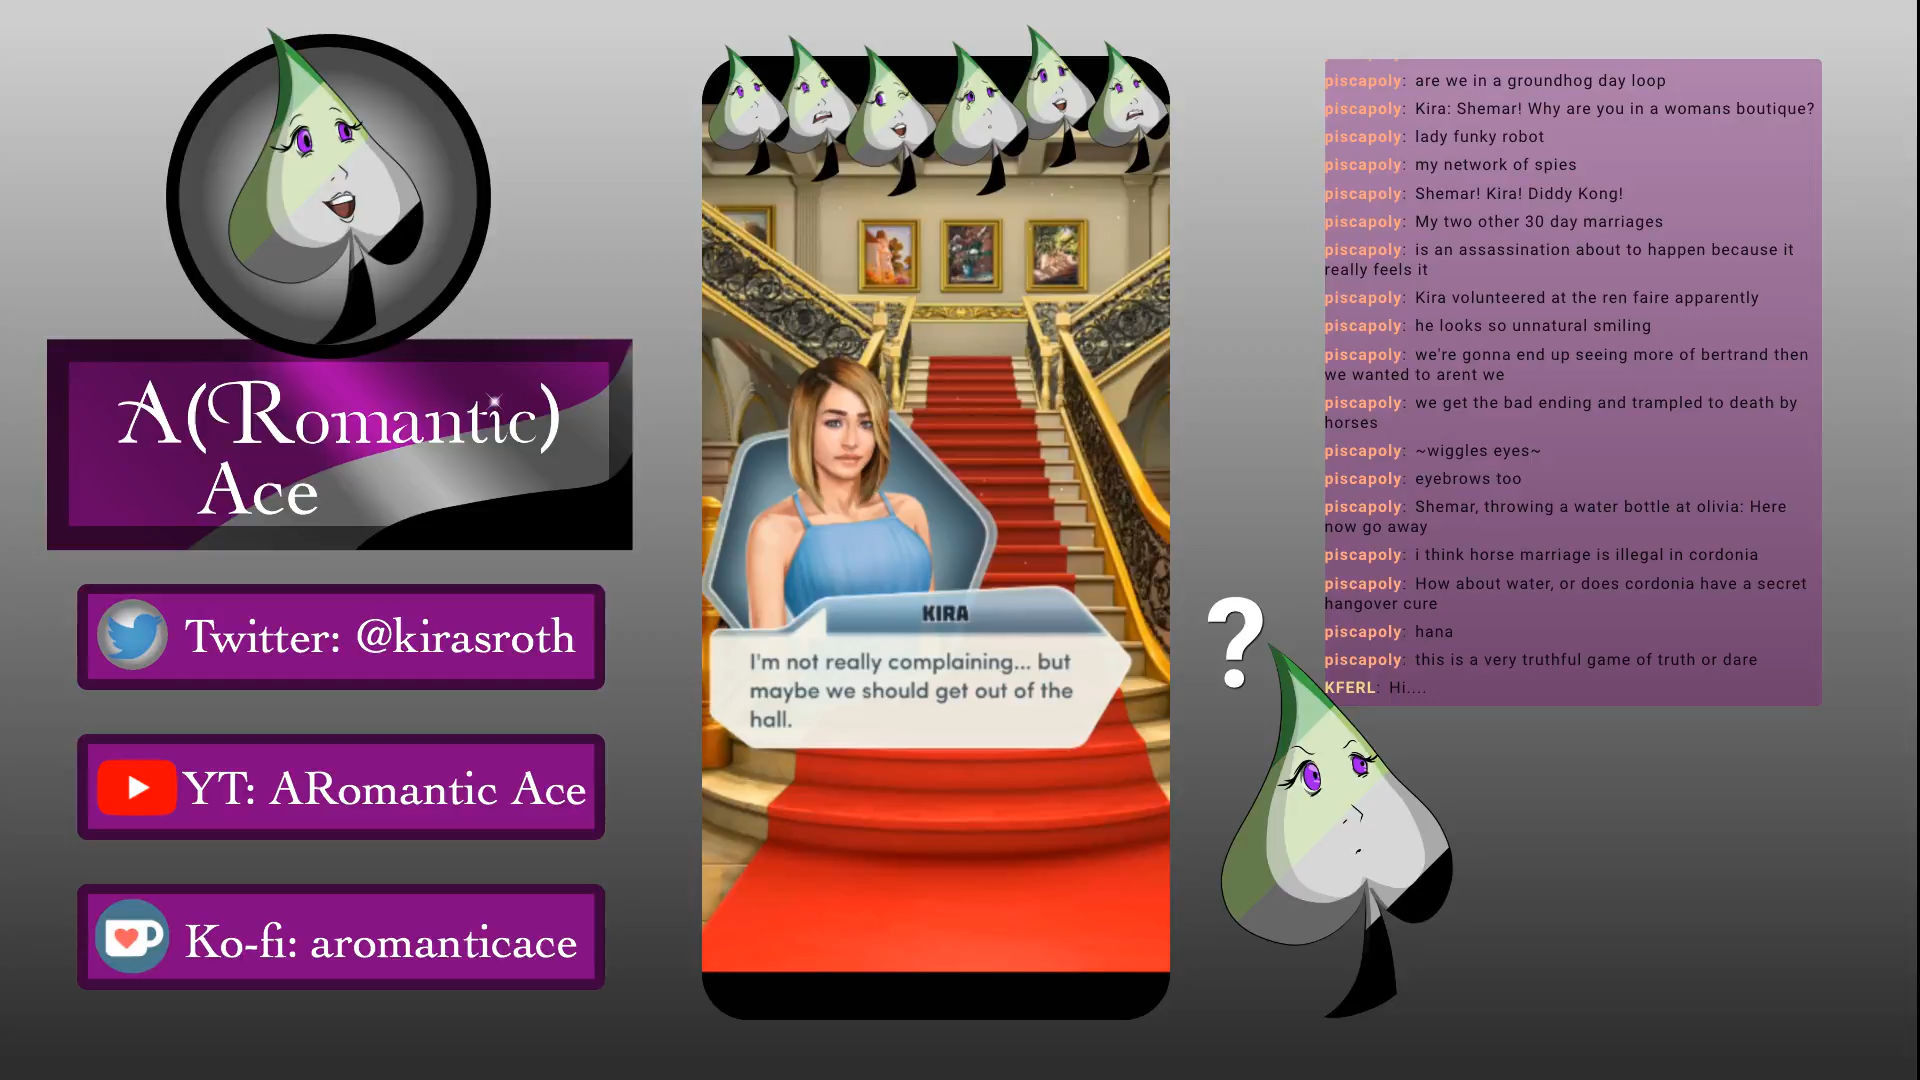 A(Romantic)
Ace
Twitter: @kirasroth
YT: ARomantic Ace
Ko-fi: aromanticace
KIRA
I'm not really complaining... but
maybe we should get out of the
hall.
?
piscapoly: are we in a groundhog day loop
piscapoly: Kira: Shemar! Why are you in a womans boutique?
piscapoly: lady funky robot
piscapoly: my network of spies
piscapoly: Shemar! Kira! Diddy Kong!
piscapoly: My two other 30 day marriages
piscapoly: is an assassination about to happen because it
really feels it
piscapoly: Kira volunteered at the ren faire apparently
piscapoly: he looks so unnatural smiling
piscapoly: we're gonna end up seeing more of bertrand then
we wanted to arent we
piscapoly: we get the bad ending and trampled to death by
horses
piscapoly: ~wiggles eyes~
piscapoly: eyebrows too
piscapoly: Shemar, throwing a water bottle at olivia: Here
now go away
piscapoly: i think horse marriage is illegal in cordonia
piscapoly: How about water, or does cordonia have a secret
hangover cure
piscapoly: hana
piscapoly: this is a very truthful game of truth or dare
KFERL: Hi....